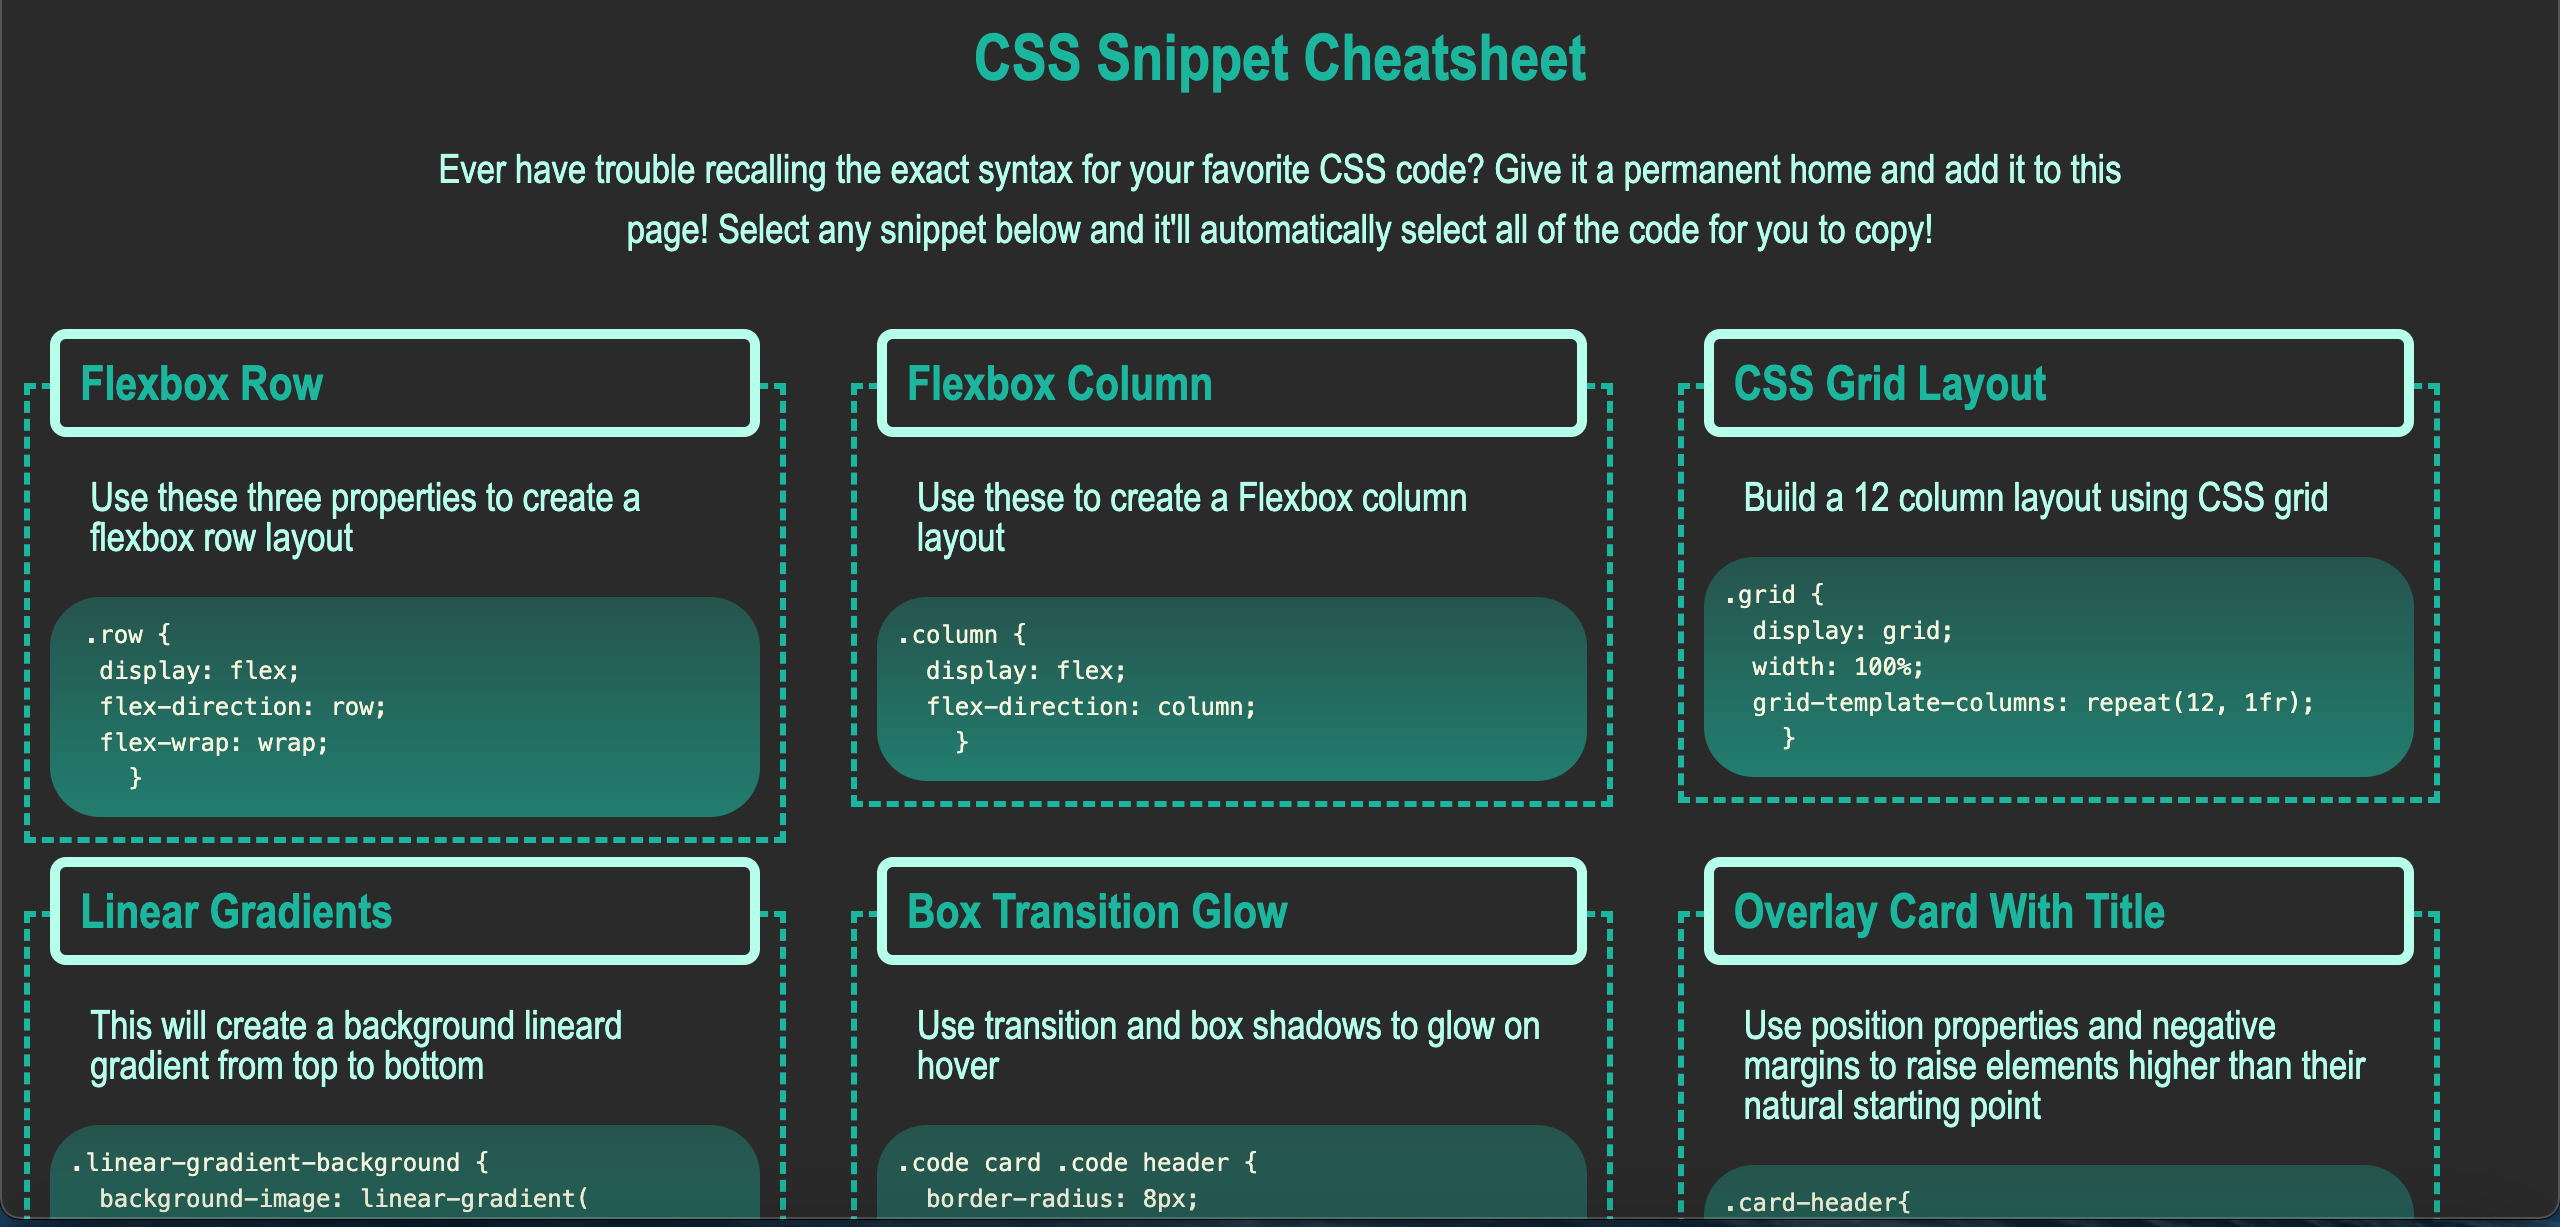 CSS Snippet Cheatsheet
Ever have trouble recalling the exact syntax for your favorite CSS code? Give it a permanent home and add it to this
page! Select any snippet below and it'll automatically select all of the code for you to copy!
Flexbox Row
Use these three properties to create a
flexbox row layout
.row {
display: flex;
flex-direction: row;
flex-wrap: wrap;
}
Flexbox Column
Use these to create a Flexbox column
layout
.column {
display: flex;
flex-direction: column;
}
CSS Grid Layout
Build a 12 column layout using CSS grid
.grid {
display: grid;
width: 100%;
grid-template-columns: repeat(12, 1fr);
}
Linear Gradients
This will create a background lineard
gradient from top to bottom
.linear-gradient-background {
background-image: linear-gradient(
Box Transition Glow
Use transition and box shadows to glow on
hover
.code card .code header {
border-radius: 8px;
Overlay Card With Title
Use position properties and negative
margins to raise elements higher than their
natural starting point
.card-header{